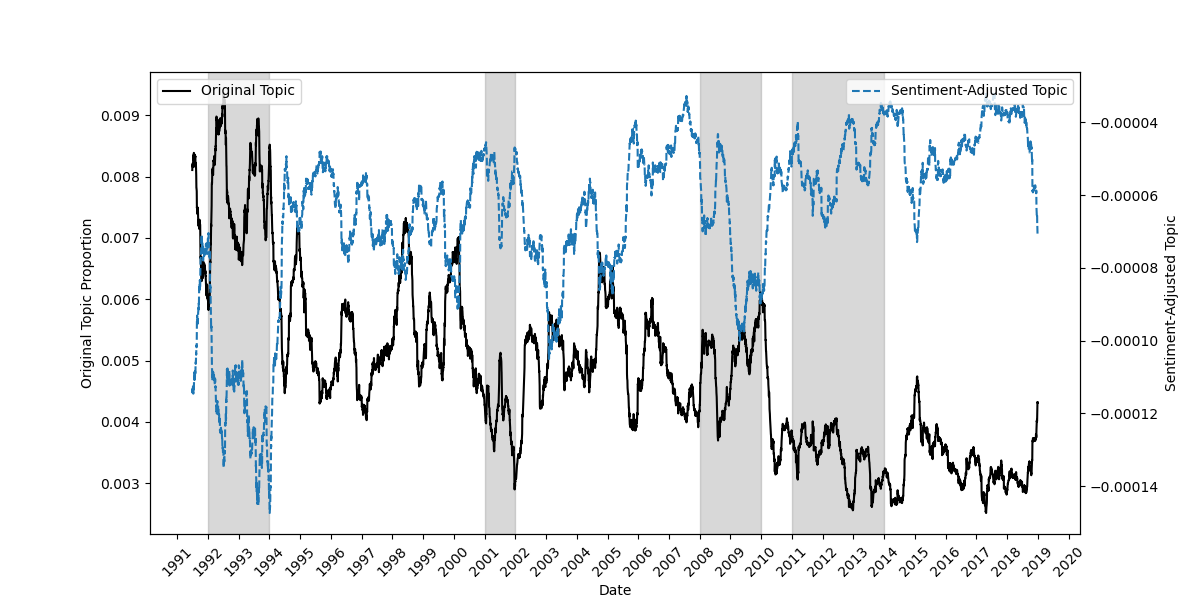 Original Topic
Sentiment-Adjusted Topic
0.009
0.008
0.007
0.006
0.005
0.004
0.003
Original Topic Proportion
−0.00004
−0.00006
−0.00008
−0.00010
−0.00012
−0.00014
Sentiment-Adjusted Topic
1991 1992 1993 1994 1995 1996 1997 1998 1999 2000 2001 2002 2003 2004 2005 2006 2007 2008 2009 2010 2011 2012 2013 2014 2015 2016 2017 2018 2019 2020
Date